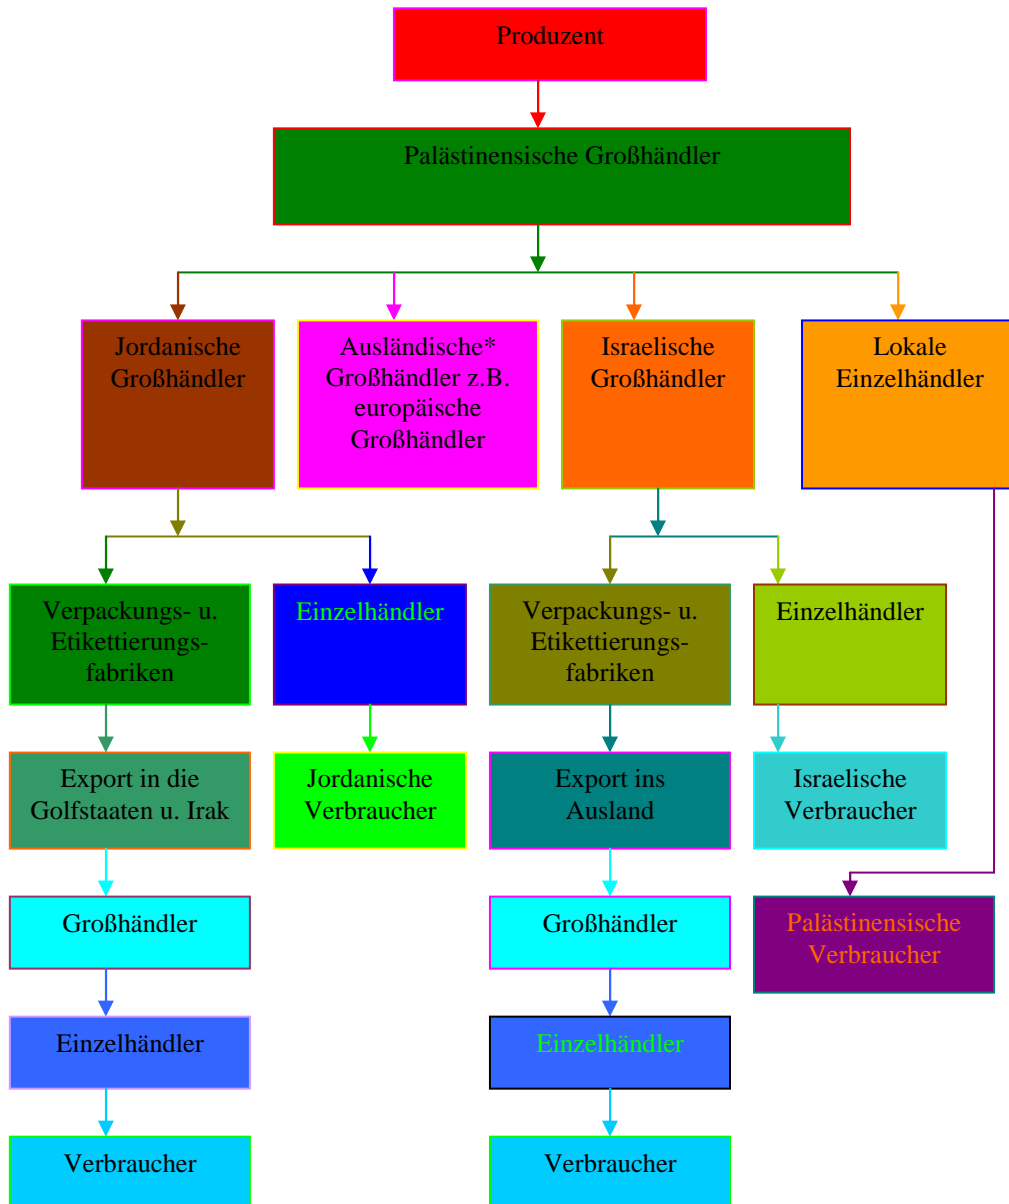 Produzent
Palästinensische Großhändler
Jordanische
Großhändler
Ausländische*
Großhändler z.B.
europäische
Großhändler
Israelische
Großhändler
Lokale
Einzelhändler
Verpackungs- u.
Etikettierungs-
fabriken
Einzelhändler
Verpackungs- u.
Etikettierungs-
fabriken
Einzelhändler
Export in die
Golfstaaten u. Irak
Jordanische
Verbraucher
Export ins
Ausland
Israelische
Verbraucher
Großhändler
Großhändler
Palästinensische
Verbraucher
Einzelhändler
Einzelhändler
Verbraucher
Verbraucher